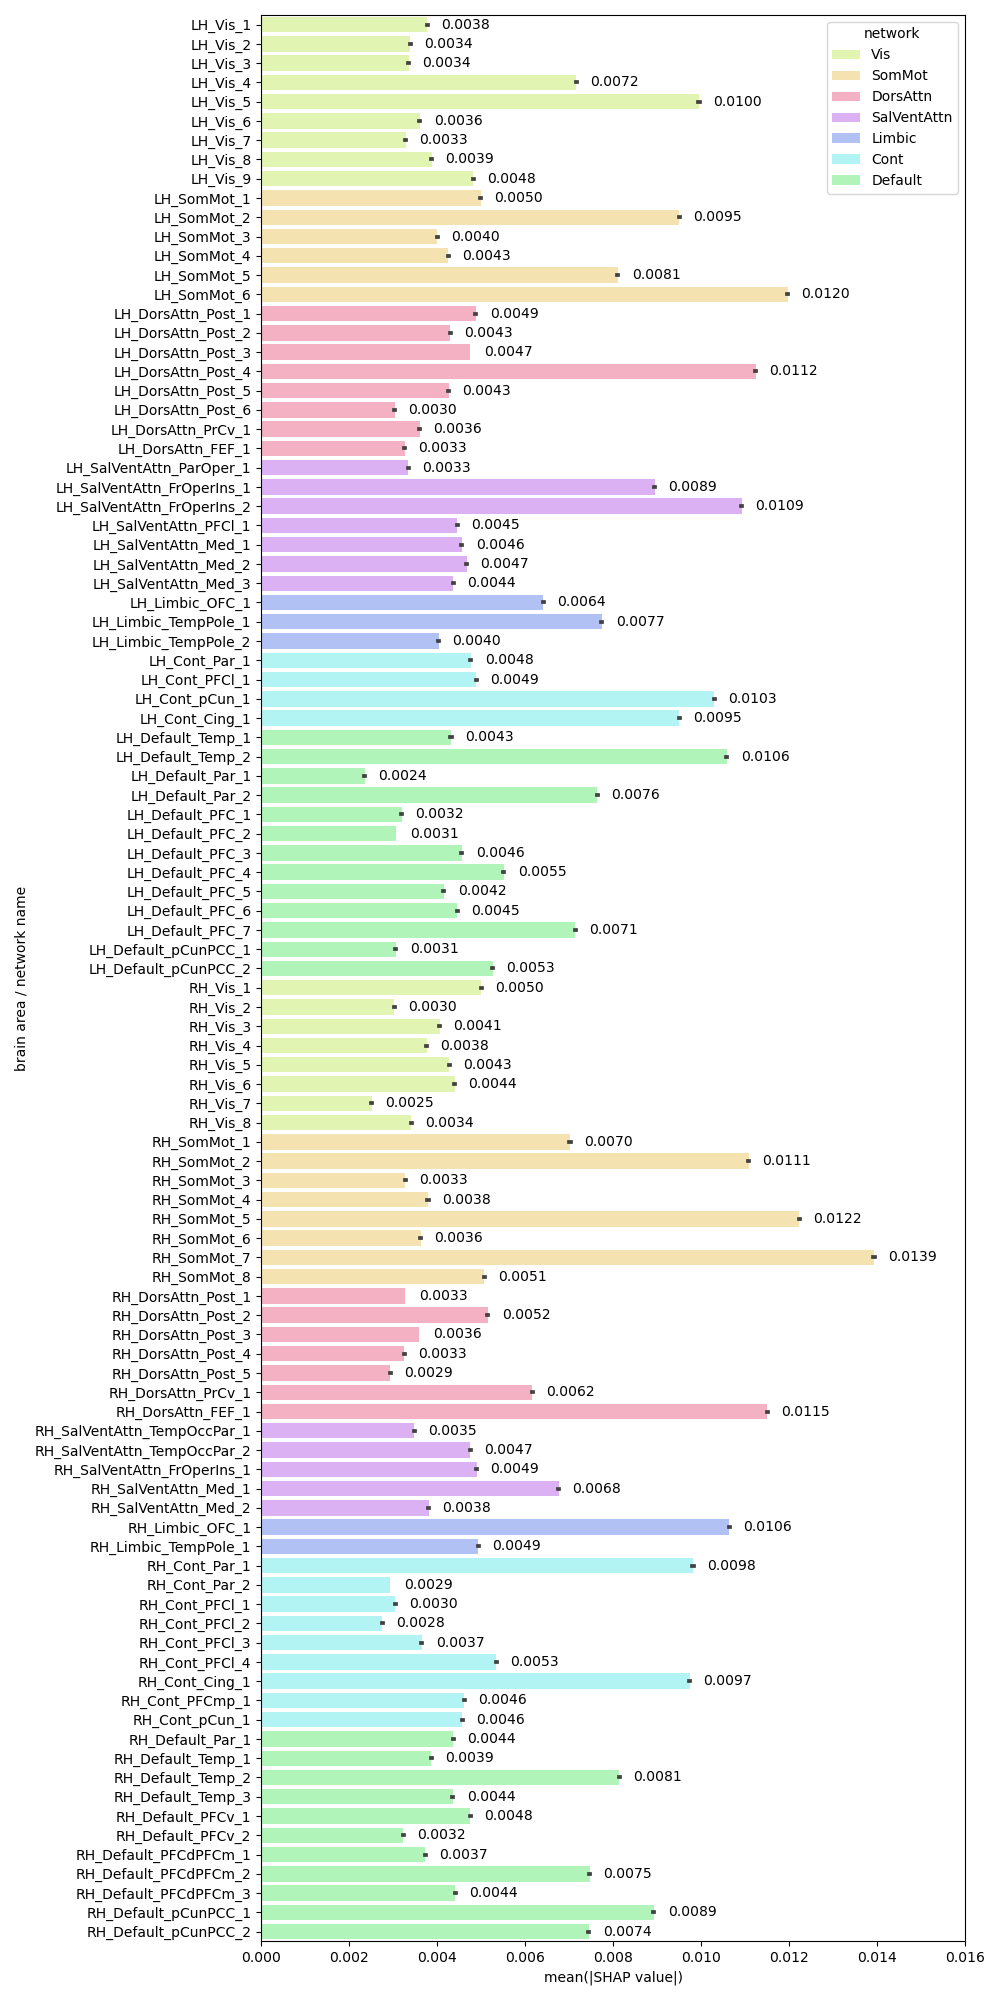 LH_Vis_1 0.0038
LH_Vis_2 0.0034
LH_Vis_3 0.0034
LH_Vis_4 0.0072
LH_Vis_5 0.0100
LH_Vis_6 0.0036
LH_Vis_7 0.0033
LH_Vis_8 0.0039
LH_Vis_9 0.0048
LH_SomMot_1 0.0050
LH_SomMot_2 0.0095
LH_SomMot_3 0.0040
LH_SomMot_4 0.0043
LH_SomMot_5 0.0081
LH_SomMot_6 0.0120
LH_DorsAttn_Post_1 0.0049
LH_DorsAttn_Post_2 0.0043
LH_DorsAttn_Post_3 0.0047
LH_DorsAttn_Post_4 0.0112
LH_DorsAttn_Post_5 0.0043
LH_DorsAttn_Post_6 0.0030
LH_DorsAttn_PrCv_1 0.0036
LH_DorsAttn_FEF_1 0.0033
LH_SalVentAttn_ParOper_1 0.0033
LH_SalVentAttn_FrOperIns_1 0.0089
LH_SalVentAttn_FrOperIns_2 0.0109
LH_SalVentAttn_PFCl_1 0.0045
LH_SalVentAttn_Med_1 0.0046
LH_SalVentAttn_Med_2 0.0047
LH_SalVentAttn_Med_3 0.0044
LH_Limbic_OFC_1 0.0064
LH_Limbic_TempPole_1 0.0077
LH_Limbic_TempPole_2 0.0040
LH_Cont_Par_1 0.0048
LH_Cont_PFCl_1 0.0049
LH_Cont_pCun_1 0.0103
LH_Cont_Cing_1 0.0095
LH_Default_Temp_1 0.0043
LH_Default_Temp_2 0.0106
LH_Default_Par_1 0.0024
LH_Default_Par_2 0.0076
LH_Default_PFC_1 0.0032
LH_Default_PFC_2 0.0031
LH_Default_PFC_3 0.0046
LH_Default_PFC_4 0.0055
LH_Default_PFC_5 0.0042
LH_Default_PFC_6 0.0045
LH_Default_PFC_7 0.0071
LH_Default_pCunPCC_1 0.0031
LH_Default_pCunPCC_2 0.0053
RH_Vis_1 0.0050
RH_Vis_2 0.0030
RH_Vis_3 0.0041
RH_Vis_4 0.0038
RH_Vis_5 0.0043
RH_Vis_6 0.0044
RH_Vis_7 0.0025
RH_Vis_8 0.0034
RH_SomMot_1 0.0070
RH_SomMot_2 0.0111
RH_SomMot_3 0.0033
RH_SomMot_4 0.0038
RH_SomMot_5 0.0122
RH_SomMot_6 0.0036
RH_SomMot_7 0.0139
RH_SomMot_8 0.0051
RH_DorsAttn_Post_1 0.0033
RH_DorsAttn_Post_2 0.0052
RH_DorsAttn_Post_3 0.0036
RH_DorsAttn_Post_4 0.0033
RH_DorsAttn_Post_5 0.0029
RH_DorsAttn_PrCv_1 0.0062
RH_DorsAttn_FEF_1 0.0115
RH_SalVentAttn_TempOccPar_1 0.0035
RH_SalVentAttn_TempOccPar_2 0.0047
RH_SalVentAttn_FrOperIns_1 0.0049
RH_SalVentAttn_Med_1 0.0068
RH_SalVentAttn_Med_2 0.0038
RH_Limbic_OFC_1 0.0106
RH_Limbic_TempPole_1 0.0049
RH_Cont_Par_1 0.0098
RH_Cont_Par_2 0.0029
RH_Cont_PFCl_1 0.0030
RH_Cont_PFCl_2 0.0028
RH_Cont_PFCl_3 0.0037
RH_Cont_PFCl_4 0.0053
RH_Cont_Cing_1 0.0097
RH_Cont_PFCmp_1 0.0046
RH_Cont_pCun_1 0.0046
RH_Default_Par_1 0.0044
RH_Default_Temp_1 0.0039
RH_Default_Temp_2 0.0081
RH_Default_Temp_3 0.0044
RH_Default_PFCv_1 0.0048
RH_Default_PFCv_2 0.0032
RH_Default_PFCdPFCm_1 0.0037
RH_Default_PFCdPFCm_2 0.0075
RH_Default_PFCdPFCm_3 0.0044
RH_Default_pCunPCC_1 0.0089
RH_Default_pCunPCC_2 0.0074
0.000 0.002 0.004 0.006 0.008 0.010 0.012 0.014 0.016
mean(|SHAP value|)
brain area / network name
network
Vis
SomMot
DorsAttn
SalVentAttn
Limbic
Cont
Default